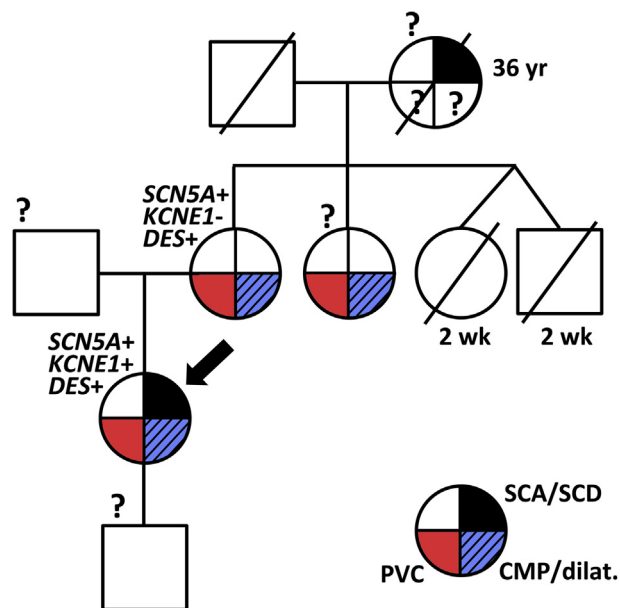 ?
36 yr
?
?
SCN5A+
KCNE1-
DES+
?
?
2 wk
2 wk
SCN5A+
KCNE1+
DES+
?
SCA/SCD
PVC
CMP/dilat.